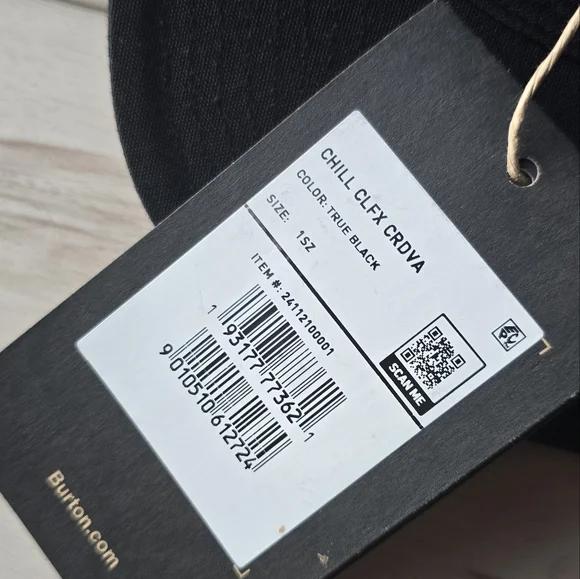 CHILL CLFX CRDVA
COLOR: TRUE BLACK
SIZE: 1SZ
ITEM #: 24112100001
1 93177 77362 1
9 010510 612724
SCAN ME
Burton.com